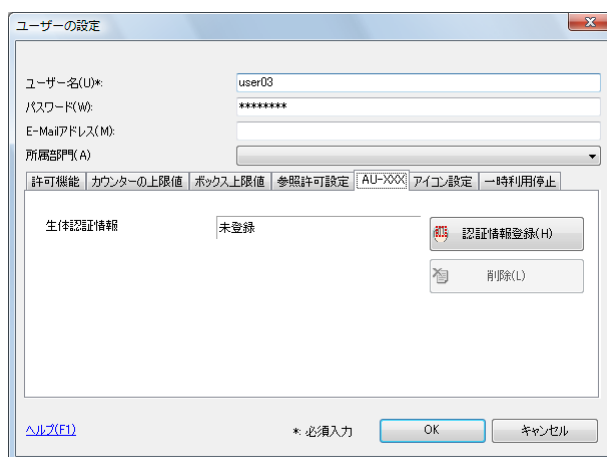 ユーザーの設定
ユーザー名(U)*: user03
パスワード(W): ********
E-Mailアドレス(M):
所属部門(A)
許可機能 カウンターの上限値 ボックス上限値 参照許可設定 AU-XXX アイコン設定 一時利用停止
生体認証情報 未登録 認証情報登録(H)
削除(L)
ヘルプ(F1) *: 必須入力 OK キャンセル